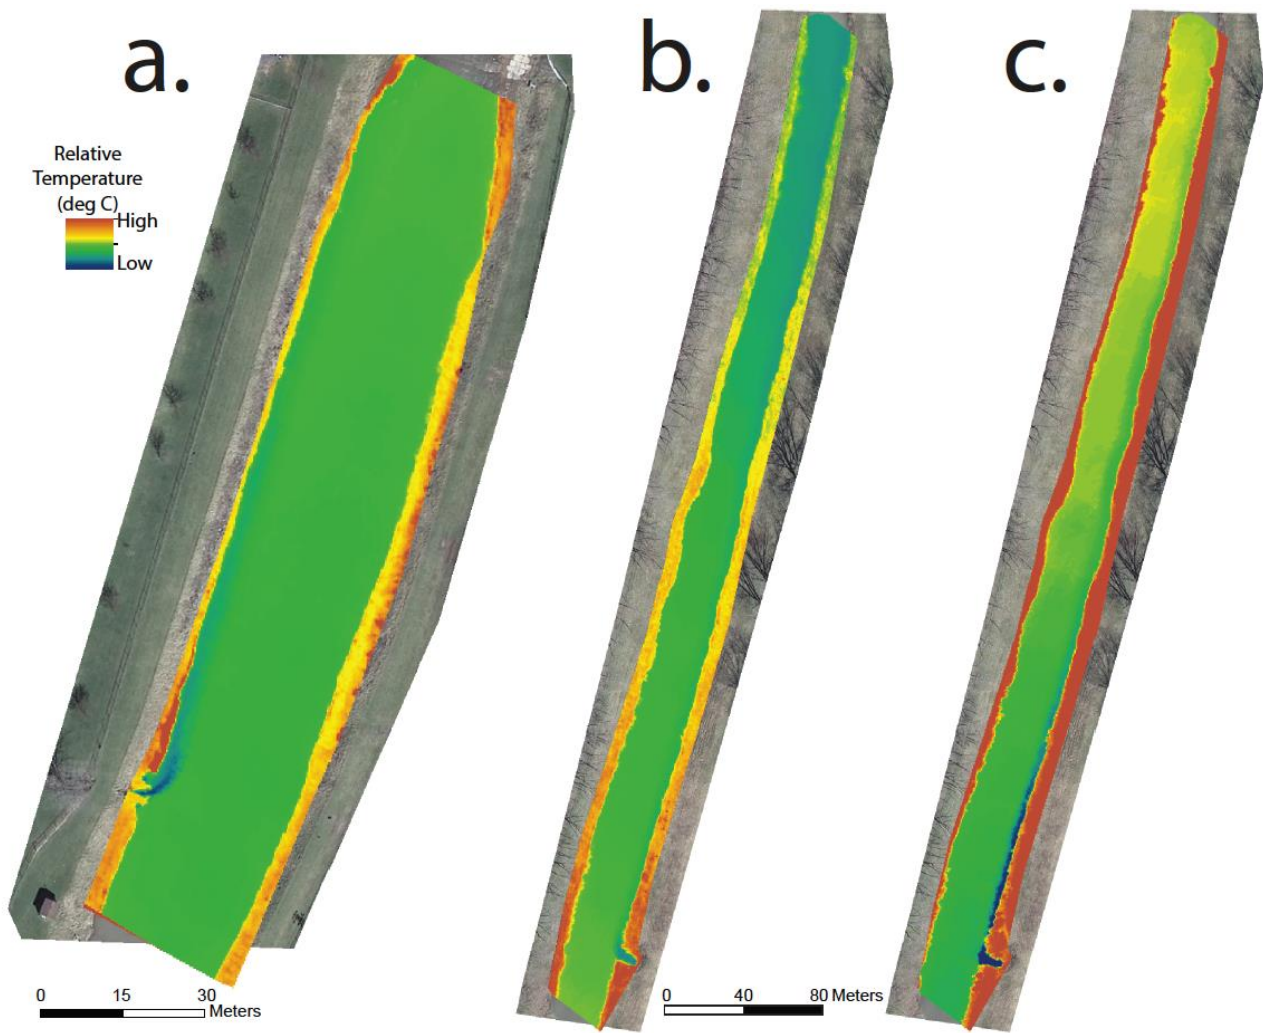 a.
b.
c.
Relative
Temperature
(deg C)
High
Low
0 15 30
Meters
0 40 80 Meters